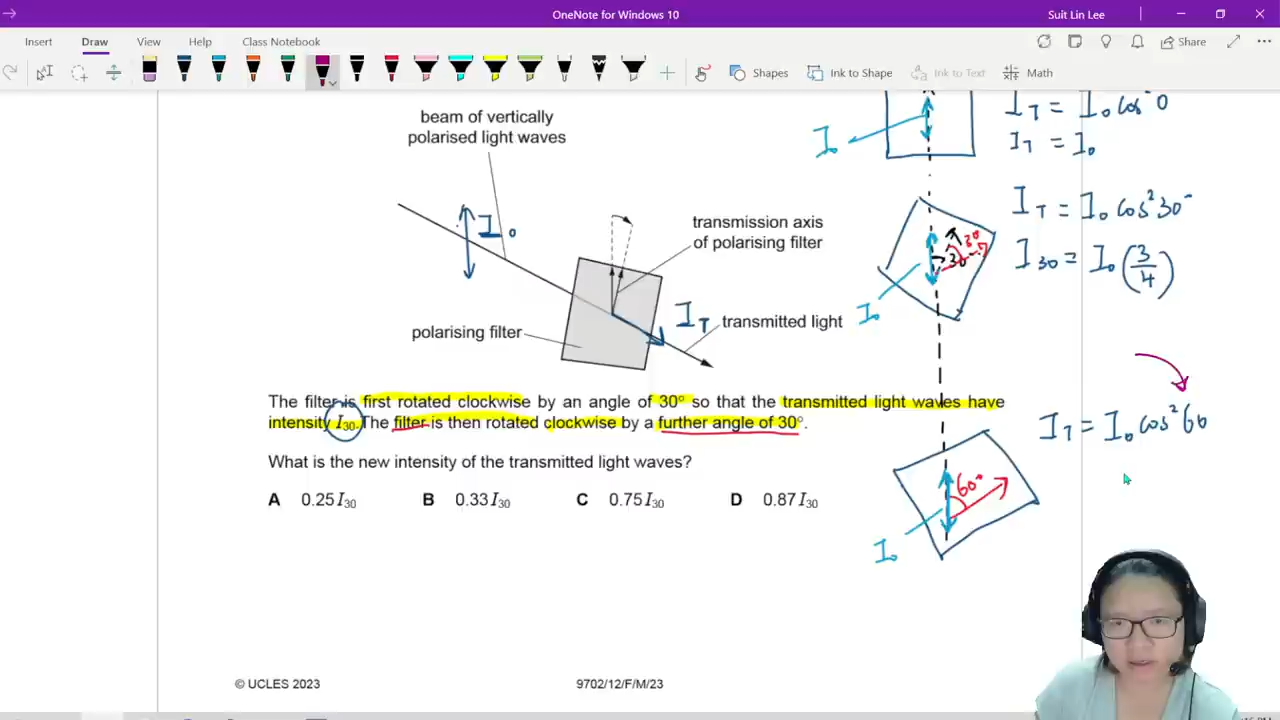 OneNote for Windows 10
Suit Lin Lee
Insert
Draw
View
Help
Class Notebook
Share
Shapes
Ink to Shape
Ink to Text
Math
beam of vertically
polarised light waves
I₀
transmission axis
of polarising filter
polarising filter
I_T
transmitted light
The filter is first rotated clockwise by an angle of 30° so that the transmitted light waves have
intensity I₃₀. The filter is then rotated clockwise by a further angle of 30°.
What is the new intensity of the transmitted light waves?
A 0.25 I₃₀ B 0.33 I₃₀ C 0.75 I₃₀ D 0.87 I₃₀
© UCLES 2023
9702/12/F/M/23
I₀
I_T = I₀ cos² 0
I_T = I₀
30
30
I₀
I_T = I₀ cos² 30°
I₃₀ = I₀ (3/4)
60°
I₀
I_T = I₀ cos² 60